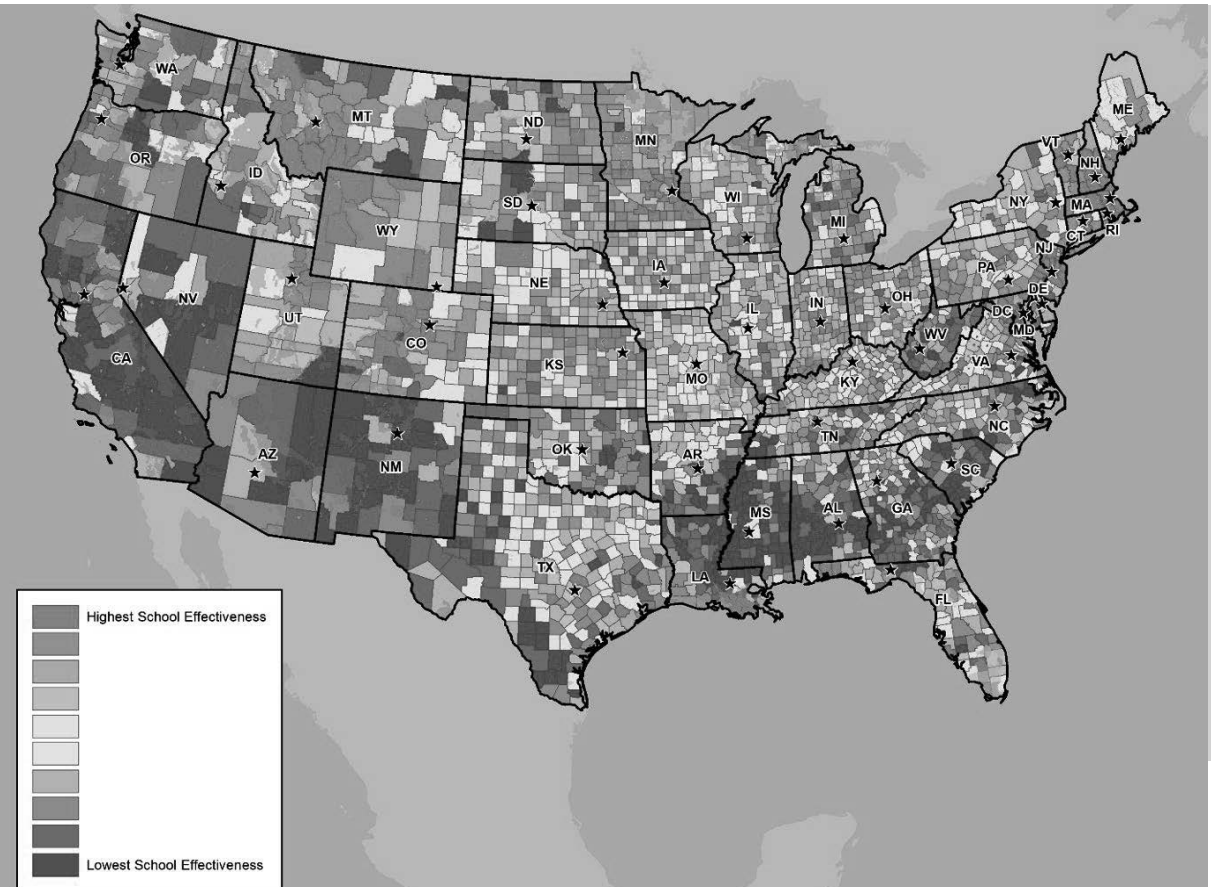 WA
MT
ND
MN
ME
VT
NH
OR
ID
SD
WI
MI
NY
MA
CT
RI
WY
IA
NE
PA
NJ
NV
UT
CO
IL
IN
OH
DE
DC
MD
WV
VA
CA
KS
MO
KY
AZ
NM
OK
AR
TN
NC
SC
MS
AL
GA
TX
LA
FL
Highest School Effectiveness
Lowest School Effectiveness